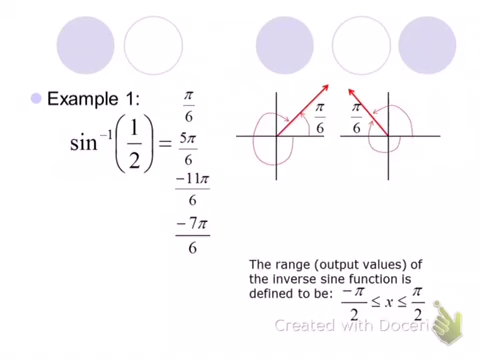 Example 1:
π/6
sin⁻¹(1/2) = 5π/6
−11π/6
−7π/6
π/6
π/6
The range (output values) of
the inverse sine function is
defined to be: −π/2 ≤ x ≤ π/2
Created with Doceri